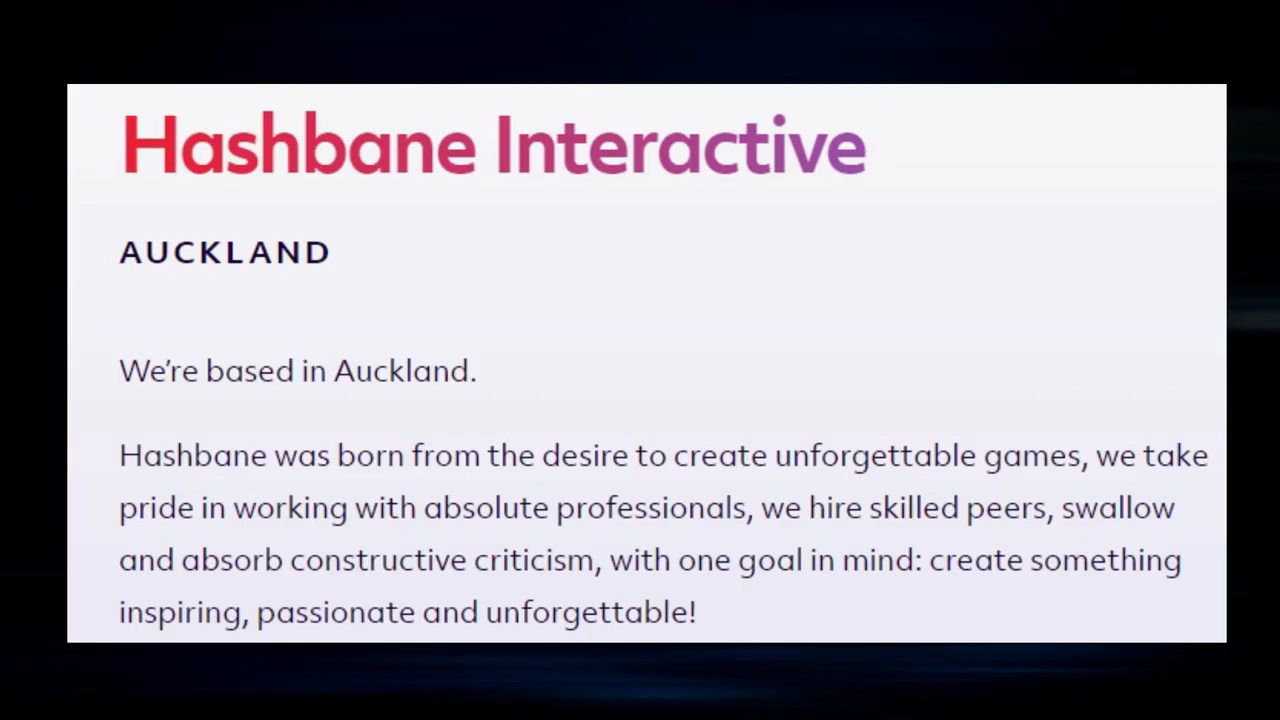 Hashbane Interactive
AUCKLAND
We're based in Auckland.
Hashbane was born from the desire to create unforgettable games, we take
pride in working with absolute professionals, we hire skilled peers, swallow
and absorb constructive criticism, with one goal in mind: create something
inspiring, passionate and unforgettable!